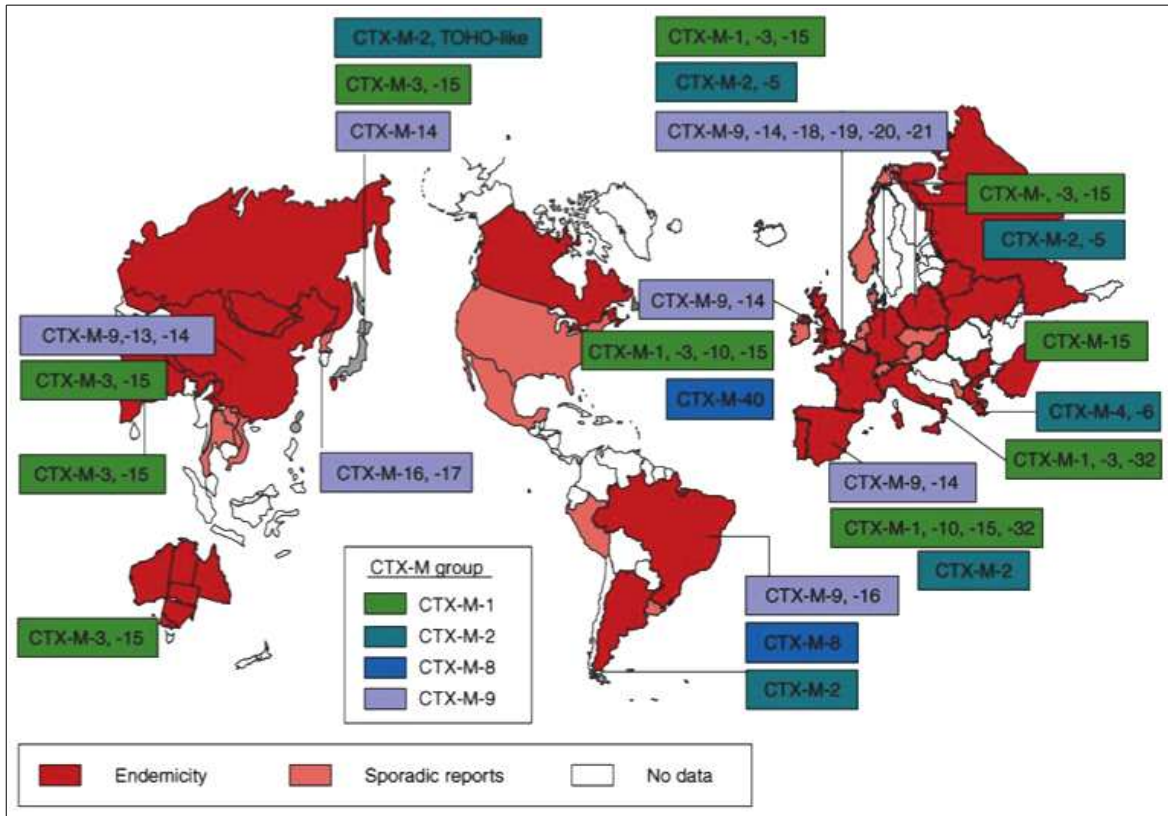 CTX-M-2, TOHO-like
CTX-M-3, -15
CTX-M-14
CTX-M-1, -3, -15
CTX-M-2, -5
CTX-M-9, -14, -18, -19, -20, -21
CTX-M-, -3, -15
CTX-M-2, -5
CTX-M-9, -14
CTX-M-1, -3, -10, -15
CTX-M-40
CTX-M-15
CTX-M-4, -6
CTX-M-1, -3, -32
CTX-M-9,-13, -14
CTX-M-3, -15
CTX-M-3, -15
CTX-M-16, -17
CTX-M-9, -14
CTX-M-1, -10, -15, -32
CTX-M-2
CTX-M-9, -16
CTX-M-8
CTX-M-2
CTX-M-3, -15
CTX-M group
CTX-M-1
CTX-M-2
CTX-M-8
CTX-M-9
Endemicity
Sporadic reports
No data